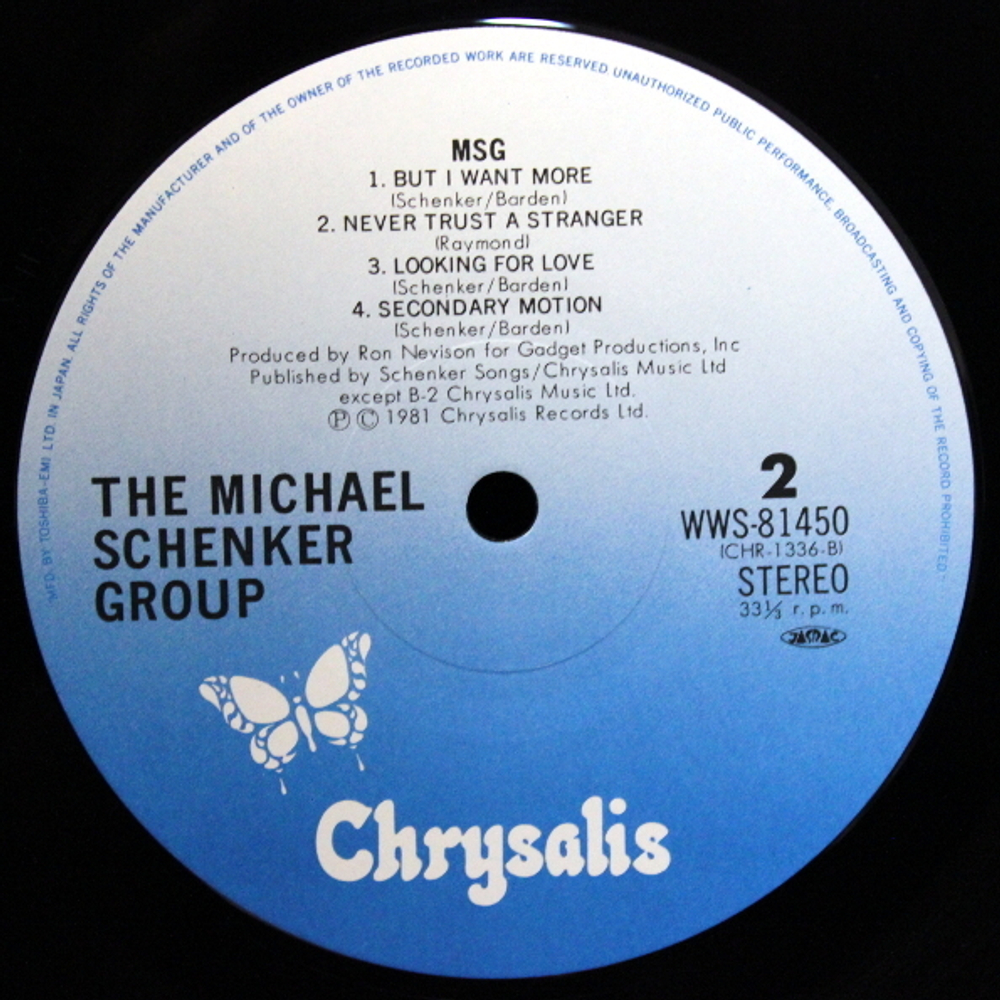 MFD. BY TOSHIBA-EMI LTD. IN JAPAN. ALL RIGHTS OF THE MANUFACTURER AND OF THE OWNER OF THE RECORDED WORK ARE RESERVED. UNAUTHORIZED PUBLIC PERFORMANCE, BROADCASTING AND COPYING OF THE RECORD PROHIBITED.
MSG
1. BUT I WANT MORE
(Schenker/Barden)
2. NEVER TRUST A STRANGER
(Raymond)
3. LOOKING FOR LOVE
(Schenker/Barden)
4. SECONDARY MOTION
(Schenker/Barden)
Produced by Ron Nevison for Gadget Productions, Inc
Published by Schenker Songs/Chrysalis Music Ltd
except B-2 Chrysalis Music Ltd.
Ⓟ Ⓒ 1981 Chrysalis Records Ltd.
THE MICHAEL
SCHENKER
GROUP
2
WWS-81450
(CHR-1336-B)
STEREO
33⅓ r.p.m.
JASRAC
Chrysalis